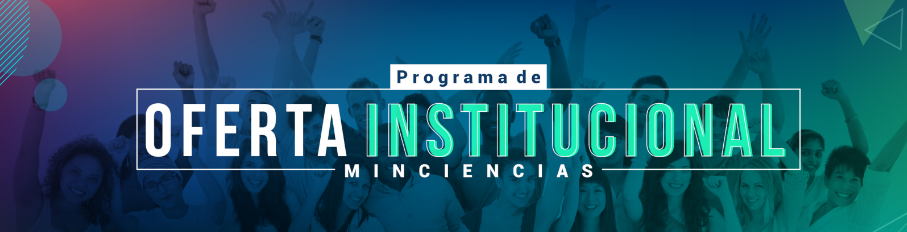 Programa de
OFERTA INSTITUCIONAL
MINCIENCIAS